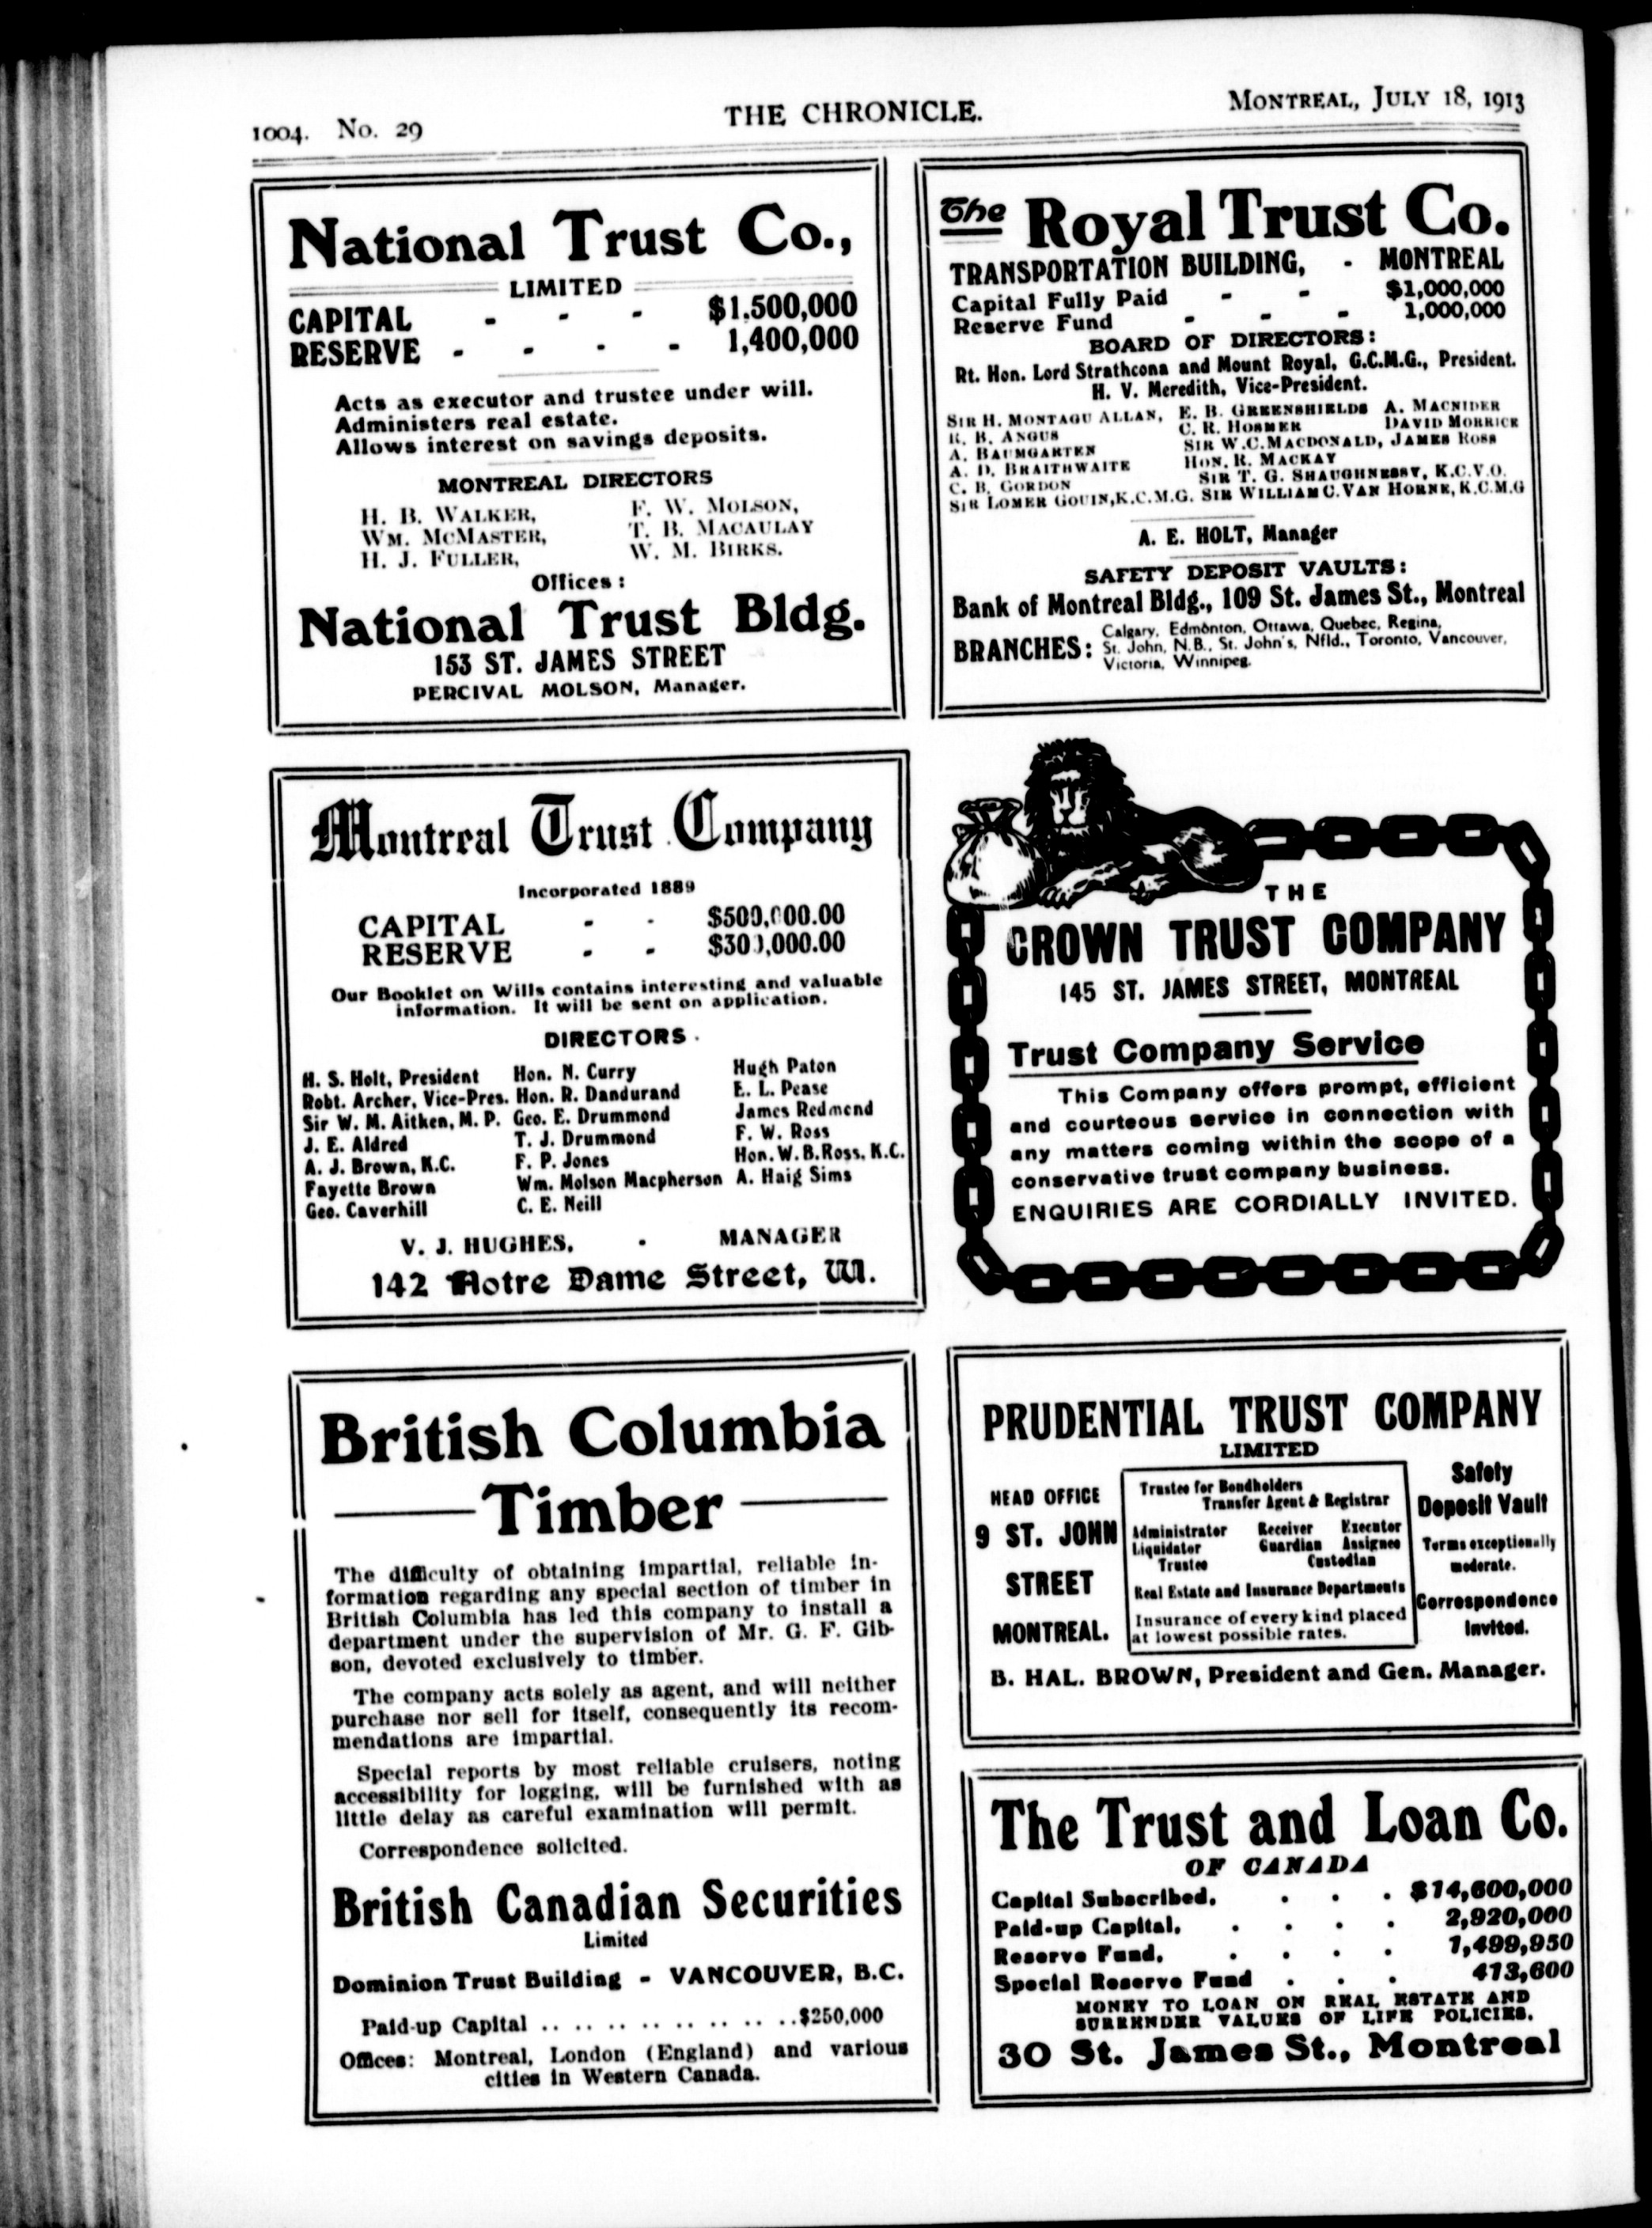 1004. No. 29
THE CHRONICLE.
MONTREAL, JULY 18, 1913
National Trust Co.,
LIMITED
CAPITAL - - - $1,500,000
RESERVE - - - - 1,400,000
Acts as executor and trustee under will.
Administers real estate.
Allows interest on savings deposits.
MONTREAL DIRECTORS
H. B. WALKER, F. W. MOLSON,
WM. MCMASTER, T. B. MACAULAY
H. J. FULLER, W. M. BIRKS.
Offices:
National Trust Bldg.
153 ST. JAMES STREET
PERCIVAL MOLSON, Manager.
The Royal Trust Co.
TRANSPORTATION BUILDING, - MONTREAL
Capital Fully Paid - - $1,000,000
Reserve Fund - - - 1,000,000
BOARD OF DIRECTORS:
Rt. Hon. Lord Strathcona and Mount Royal, G.C.M.G., President.
H. V. Meredith, Vice-President.
SIR H. MONTAGU ALLAN, E. B. GREENSHIELDS A. MACNIDER
R. B. ANGUS C. R. HOSMER DAVID MORRICE
A. BAUMGARTEN SIR W.C.MACDONALD, JAMES ROSS
A. D. BRAITHWAITE HON. R. MACKAY
C. B. GORDON SIR T. G. SHAUGHNESSY, K.C.V.O.
SIR LOMER GOUIN,K.C.M.G. SIR WILLIAM C.VAN HORNE, K.C.M.G
A. E. HOLT, Manager
SAFETY DEPOSIT VAULTS:
Bank of Montreal Bldg., 109 St. James St., Montreal
BRANCHES: Calgary, Edmonton, Ottawa, Quebec, Regina,
St. John, N.B., St. John's, Nfld., Toronto, Vancouver,
Victoria, Winnipeg.
Montreal Trust Company
Incorporated 1889
CAPITAL - - $500,000.00
RESERVE - - $300,000.00
Our Booklet on Wills contains interesting and valuable
information. It will be sent on application.
DIRECTORS.
H. S. Holt, President Hon. N. Curry Hugh Paton
Robt. Archer, Vice-Pres. Hon. R. Dandurand E. L. Pease
Sir W. M. Aitken, M. P. Geo. E. Drummond James Redmond
J. E. Aldred T. J. Drummond F. W. Ross
A. J. Brown, K.C. F. P. Jones Hon. W. B. Ross, K.C.
Fayette Brown Wm. Molson Macpherson A. Haig Sims
Geo. Caverhill C. E. Neill
V. J. HUGHES, - MANAGER
142 Notre Dame Street, W.
THE
CROWN TRUST COMPANY
145 ST. JAMES STREET, MONTREAL
Trust Company Service
This Company offers prompt, efficient
and courteous service in connection with
any matters coming within the scope of a
conservative trust company business.
ENQUIRIES ARE CORDIALLY INVITED.
British Columbia
Timber
The difficulty of obtaining impartial, reliable in-
formation regarding any special section of timber in
British Columbia has led this company to install a
department under the supervision of Mr. G. F. Gib-
son, devoted exclusively to timber.
The company acts solely as agent, and will neither
purchase nor sell for itself, consequently its recom-
mendations are impartial.
Special reports by most reliable cruisers, noting
accessibility for logging, will be furnished with as
little delay as careful examination will permit.
Correspondence solicited.
British Canadian Securities
Limited
Dominion Trust Building - VANCOUVER, B.C.
Paid-up Capital .. .. .. .. .. .. .. .. ..$250,000
Offices: Montreal, London (England) and various
cities in Western Canada.
PRUDENTIAL TRUST COMPANY
LIMITED
HEAD OFFICE
9 ST. JOHN
STREET
MONTREAL.
Trustee for Bondholders
Transfer Agent & Registrar
Administrator Receiver Executor
Liquidator Guardian Assignee
Trustee Custodian
Real Estate and Insurance Departments
Insurance of every kind placed
at lowest possible rates.
Safety
Deposit Vault
Terms exceptionally
moderate.
Correspondence
Invited.
B. HAL. BROWN, President and Gen. Manager.
The Trust and Loan Co.
OF CANADA
Capital Subscribed, . . . $14,600,000
Paid-up Capital, . . . . 2,920,000
Reserve Fund, . . . . 1,499,950
Special Reserve Fund . . . 413,600
MONEY TO LOAN ON REAL ESTATE AND
SURRENDER VALUES OF LIFE POLICIES.
30 St. James St., Montreal